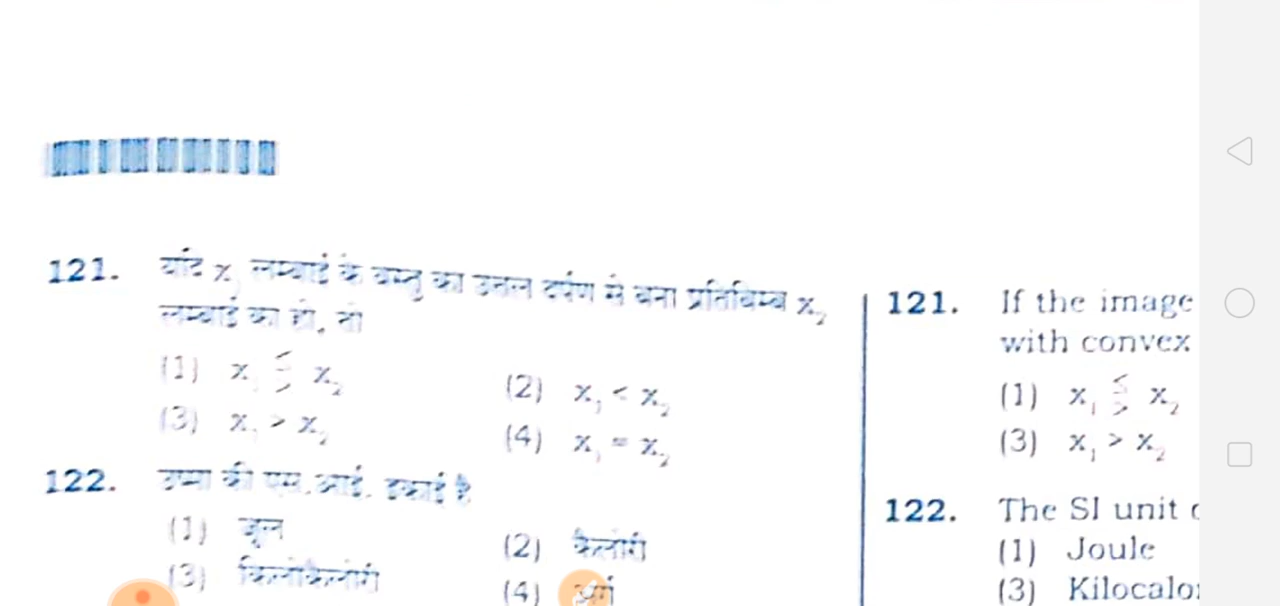 121. यदि x₁ लम्बाई के वस्तु का उत्तल दर्पण से बना प्रतिबिम्ब x₂
लम्बाई का हो, तो
(1) x₁ ⪋ x₂ (2) x₁ < x₂
(3) x₁ > x₂ (4) x₁ = x₂
122. उष्मा की एस.आई. इकाई है
(1) जूल (2) कैलोरी
(3) किलोकैलोरी (4) अर्ग
121. If the image
with convex
(1) x₁ ⪋ x₂
(3) x₁ > x₂
122. The SI unit
(1) Joule
(3) Kilocalo